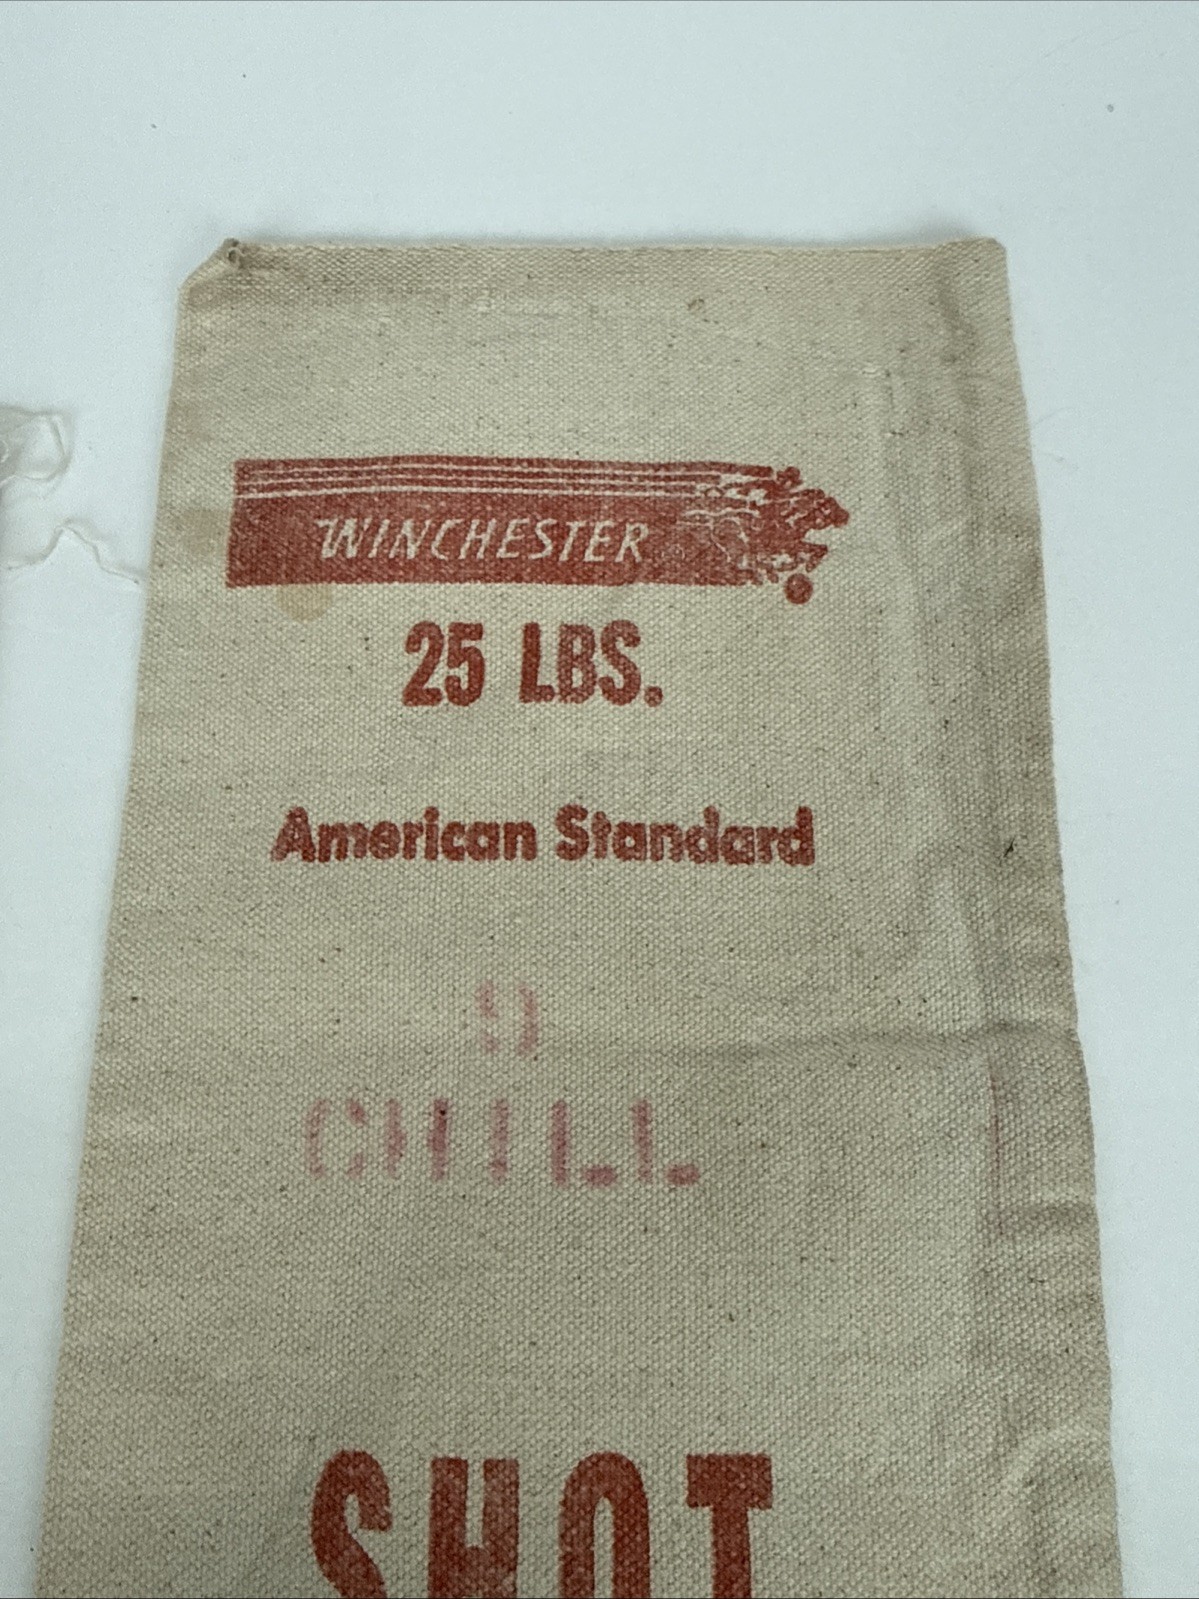 WINCHESTER
25 LBS.
American Standard
9
CHILL
SHOT